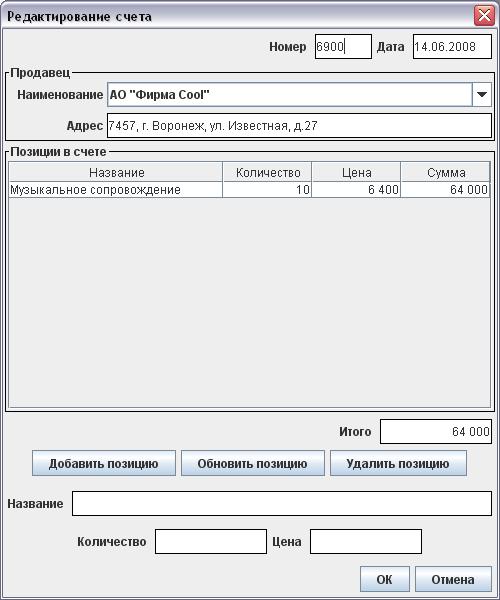 Редактирование счета
Номер 6900 Дата 14.06.2008
Продавец
Наименование АО "Фирма Cool"
Адрес 7457, г. Воронеж, ул. Известная, д.27
Позиции в счете
Название Количество Цена Сумма
Музыкальное сопровождение 10 6 400 64 000
Итого 64 000
Добавить позицию Обновить позицию Удалить позицию
Название
Количество Цена
ОК Отмена